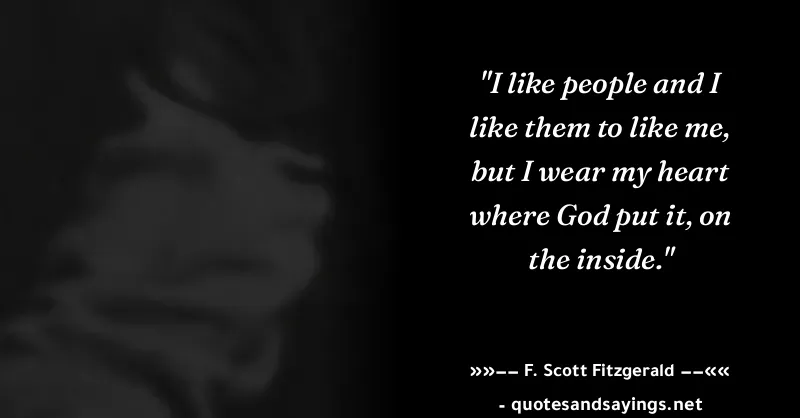 "I like people and I
like them to like me,
but I wear my heart
where God put it, on
the inside."
»»–– F. Scott Fitzgerald ––««
- quotesandsayings.net